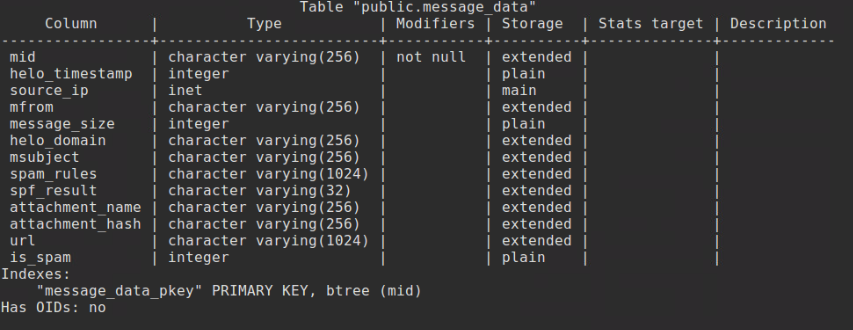 Table "public.message_data"
     Column      |          Type           | Modifiers | Storage  | Stats target | Description
-----------------+-------------------------+-----------+----------+--------------+-------------
 mid             | character varying(256)  | not null  | extended |              |
 helo_timestamp  | integer                 |           | plain    |              |
 source_ip       | inet                    |           | main     |              |
 mfrom           | character varying(256)  |           | extended |              |
 message_size    | integer                 |           | plain    |              |
 helo_domain     | character varying(256)  |           | extended |              |
 msubject        | character varying(256)  |           | extended |              |
 spam_rules      | character varying(1024) |           | extended |              |
 spf_result      | character varying(32)   |           | extended |              |
 attachment_name | character varying(256)  |           | extended |              |
 attachment_hash | character varying(256)  |           | extended |              |
 url             | character varying(1024) |           | extended |              |
 is_spam         | integer                 |           | plain    |              |
Indexes:
    "message_data_pkey" PRIMARY KEY, btree (mid)
Has OIDs: no